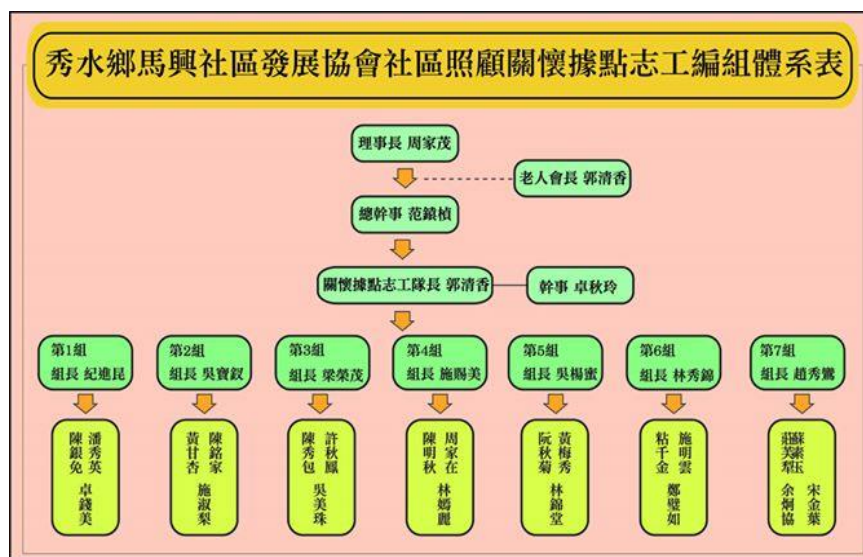 秀水鄉馬興社區發展協會社區照顧關懷據點志工編組體系表
理事長 周家茂
老人會長 郭清香
總幹事 范鎱楨
關懷據點志工隊長 郭清香
幹事 卓秋玲
第1組
組長 紀進昆
第2組
組長 吳寶釵
第3組
組長 梁榮茂
第4組
組長 施賜美
第5組
組長 吳楊蜜
第6組
組長 林秀錦
第7組
組長 趙秀鶯
潘秀英
陳銀免
卓錢美
陳銘家
黃甘杏
施淑梨
許秋鳳
陳秀包
吳美珠
周家在
陳明秋
林嫣麗
黃梅秀
阮秋菊
林錦堂
施明雲
粘千金
鄭璧如
蘇素玉
莊芙犁
宋金葉
余炯協